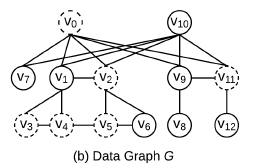 v0 v10
v7 v1 v2 v9 v11
v3 v4 v5 v6 v8 v12
(b) Data Graph G